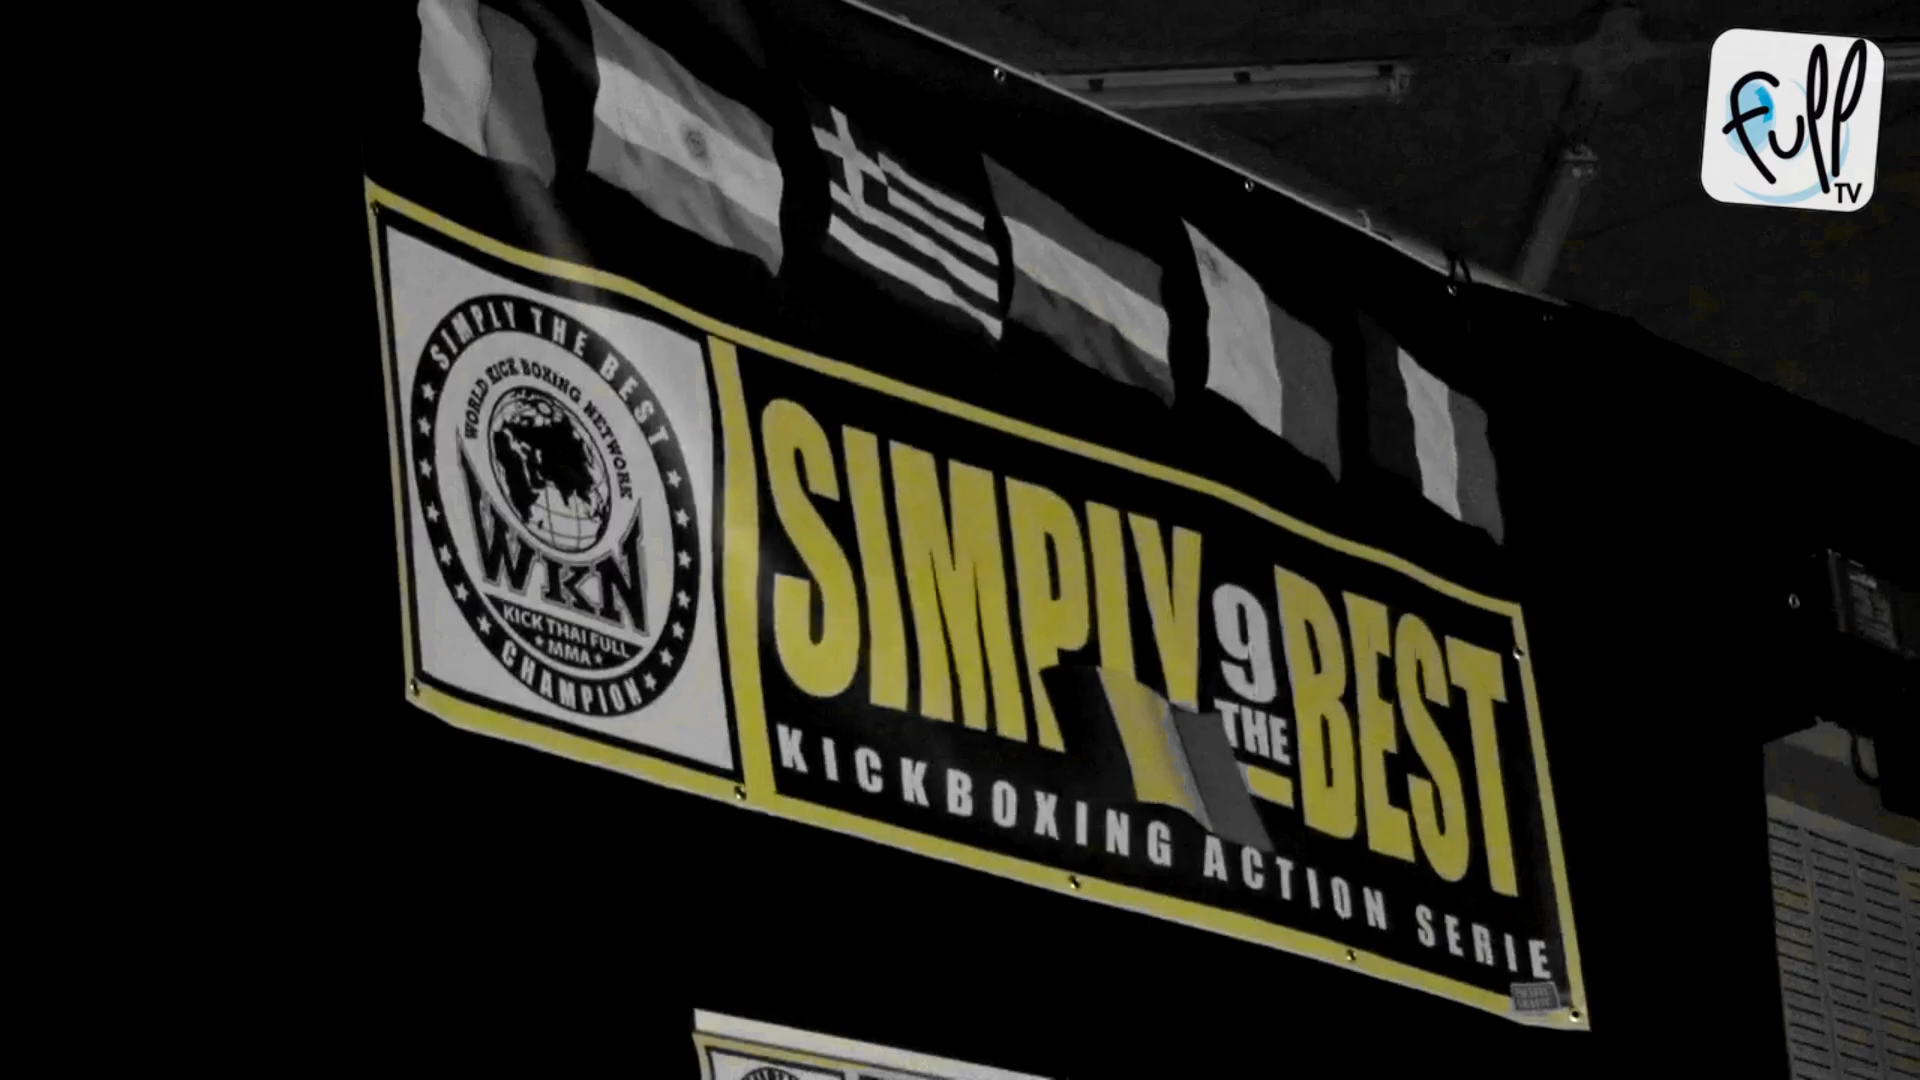 Full
TV
SIMPLY THE BEST
WORLD KICK BOXING NETWORK
WKN
KICK THAI FULL
MMA
CHAMPION
SIMPLY 9 THE BEST
KICKBOXING ACTION SERIE